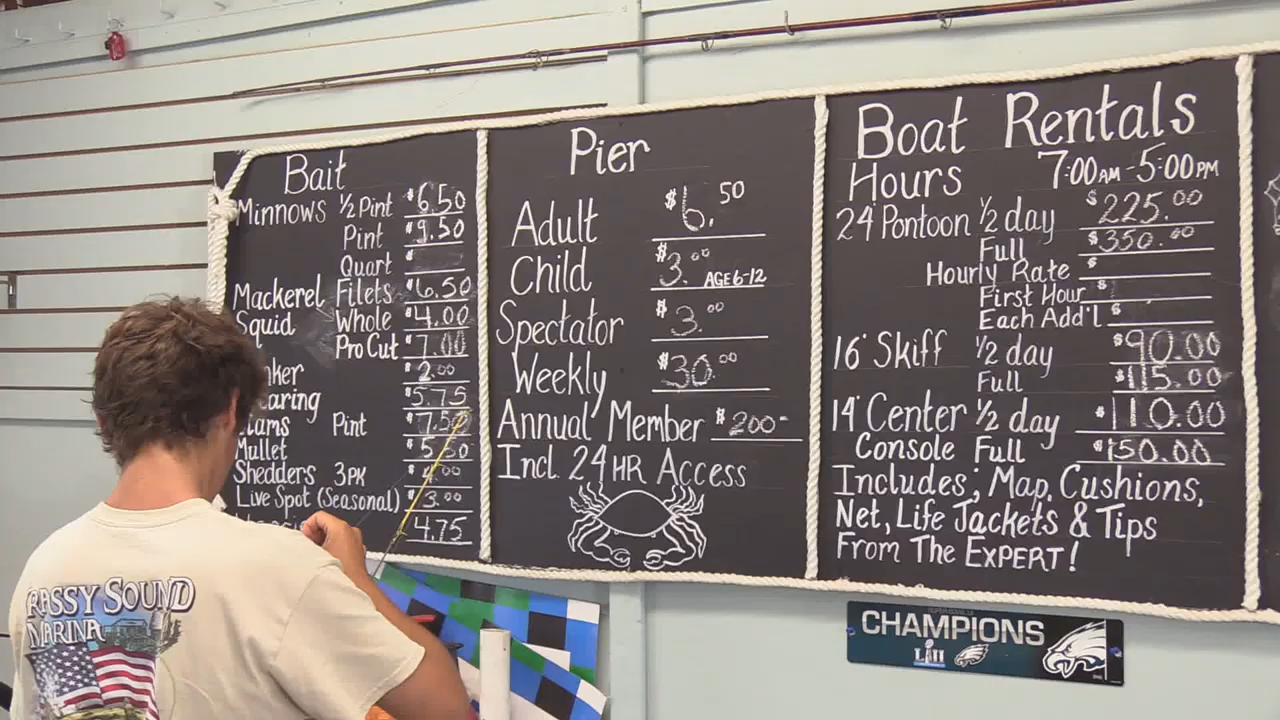 Bait
Minnows ½ Pint $6.50
Pint $9.50
Quart $
Mackerel Filets $6.50
Squid Whole $4.00
Pro Cut $7.00
$2.00
$5.75
Pint $7.50
Mullet $5.50
Shedders 3PK
Live Spot (Seasonal) $3.00
4.75
Pier
Adult $6.50
Child $3.00 AGE 6-12
Spectator $3.00
Weekly $30.00
Annual Member $200-
Incl. 24 HR Access
Boat Rentals
Hours 7:00AM-5:00PM
24 Pontoon ½ day $225.00
Full $350.00
Hourly Rate $
First Hour $
Each Add'l $
16' Skiff ½ day $90.00
Full $115.00
14' Center ½ day $110.00
Console Full $150.00
Includes; Map, Cushions,
Net, Life Jackets & Tips
From The EXPERT!
RASSY SOUND
MARINA
CHAMPIONS
LII